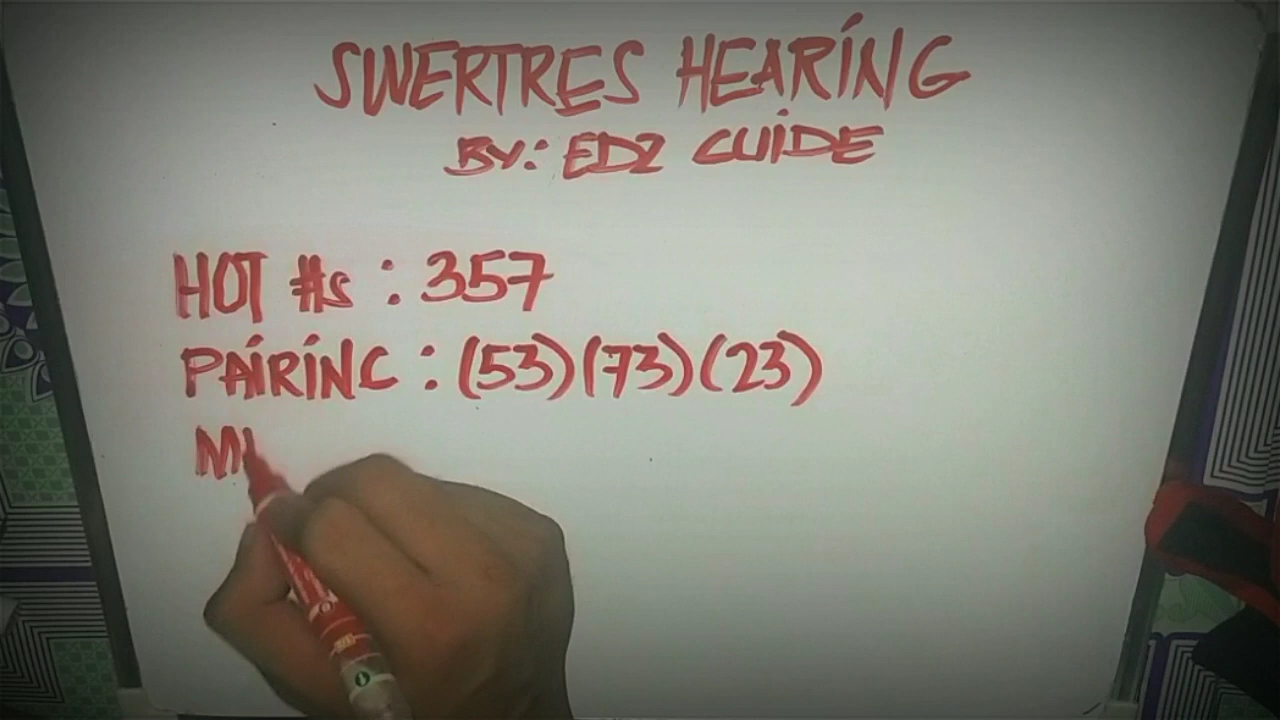 SWERTRES HEARING
BY: EDZ GUIDE
HOT #s : 357
PAIRING : (53)(73)(23)